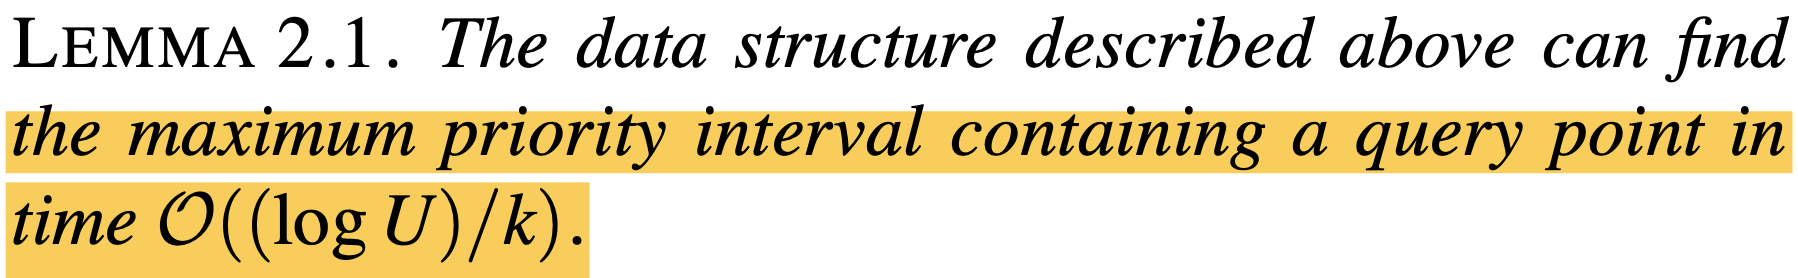 LEMMA 2.1. The data structure described above can find
the maximum priority interval containing a query point in
time O((log U)/k).